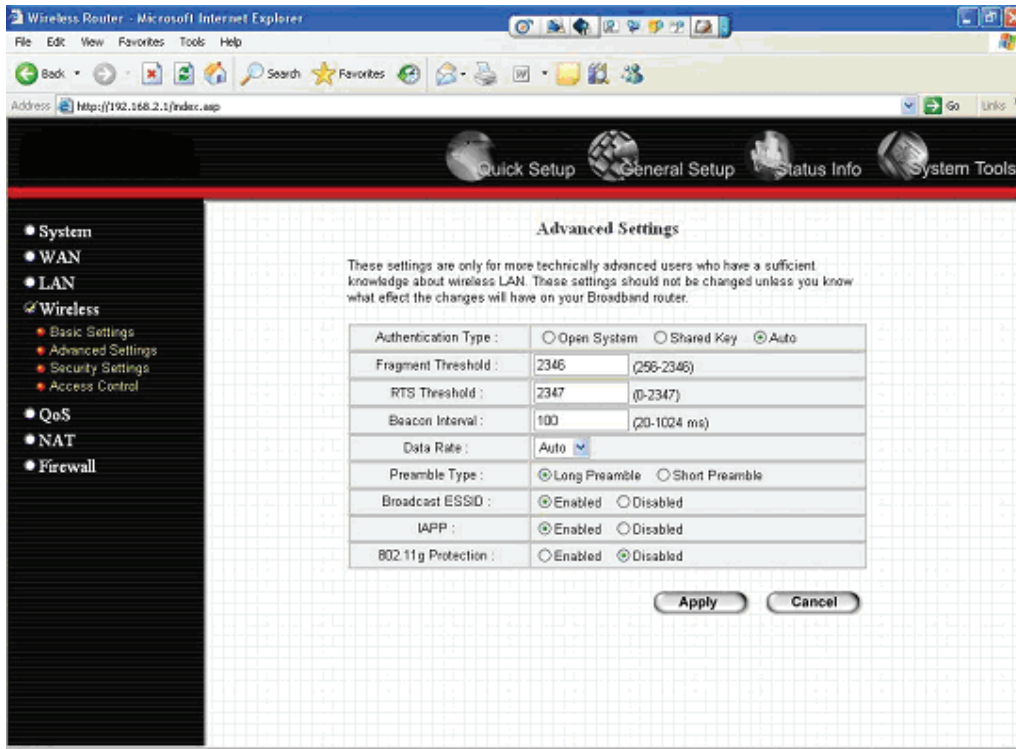 Wireless Router - Microsoft Internet Explorer
File Edit View Favorites Tools Help
Back Search Favorites
Address http://192.168.2.1/index.asp Go Links
Quick Setup General Setup Status Info System Tools
System
WAN
LAN
Wireless
Basic Settings
Advanced Settings
Security Settings
Access Control
QoS
NAT
Firewall
Advanced Settings
These settings are only for more technically advanced users who have a sufficient
knowledge about wireless LAN. These settings should not be changed unless you know
what effect the changes will have on your Broadband router.
Authentication Type : Open System Shared Key Auto
Fragment Threshold : 2346 (256-2346)
RTS Threshold : 2347 (0-2347)
Beacon Interval : 100 (20-1024 ms)
Data Rate : Auto
Preamble Type : Long Preamble Short Preamble
Broadcast ESSID : Enabled Disabled
IAPP : Enabled Disabled
802.11g Protection : Enabled Disabled
Apply Cancel